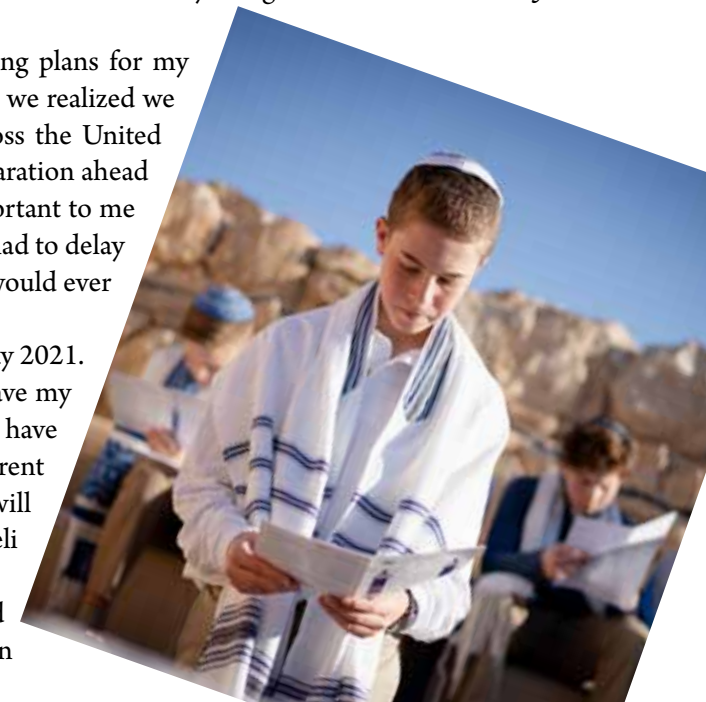 ng plans for my
we realized we
oss the United
aration ahead
ortant to me
had to delay
would ever
y 2021.
ave my
have
rent
will
eli
n